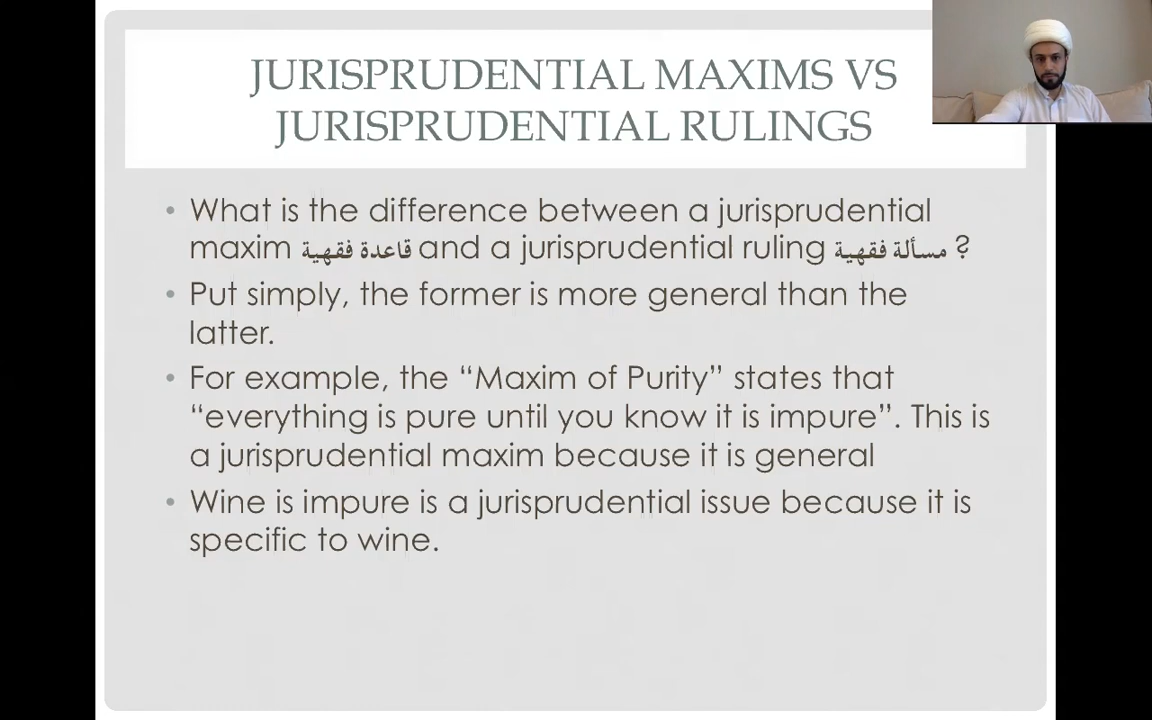 JURISPRUDENTIAL MAXIMS VS
JURISPRUDENTIAL RULINGS
• What is the difference between a jurisprudential
maxim قاعدة فقهية and a jurisprudential ruling مسألة فقهية ?
• Put simply, the former is more general than the
latter.
• For example, the “Maxim of Purity” states that
“everything is pure until you know it is impure”. This is
a jurisprudential maxim because it is general
• Wine is impure is a jurisprudential issue because it is
specific to wine.